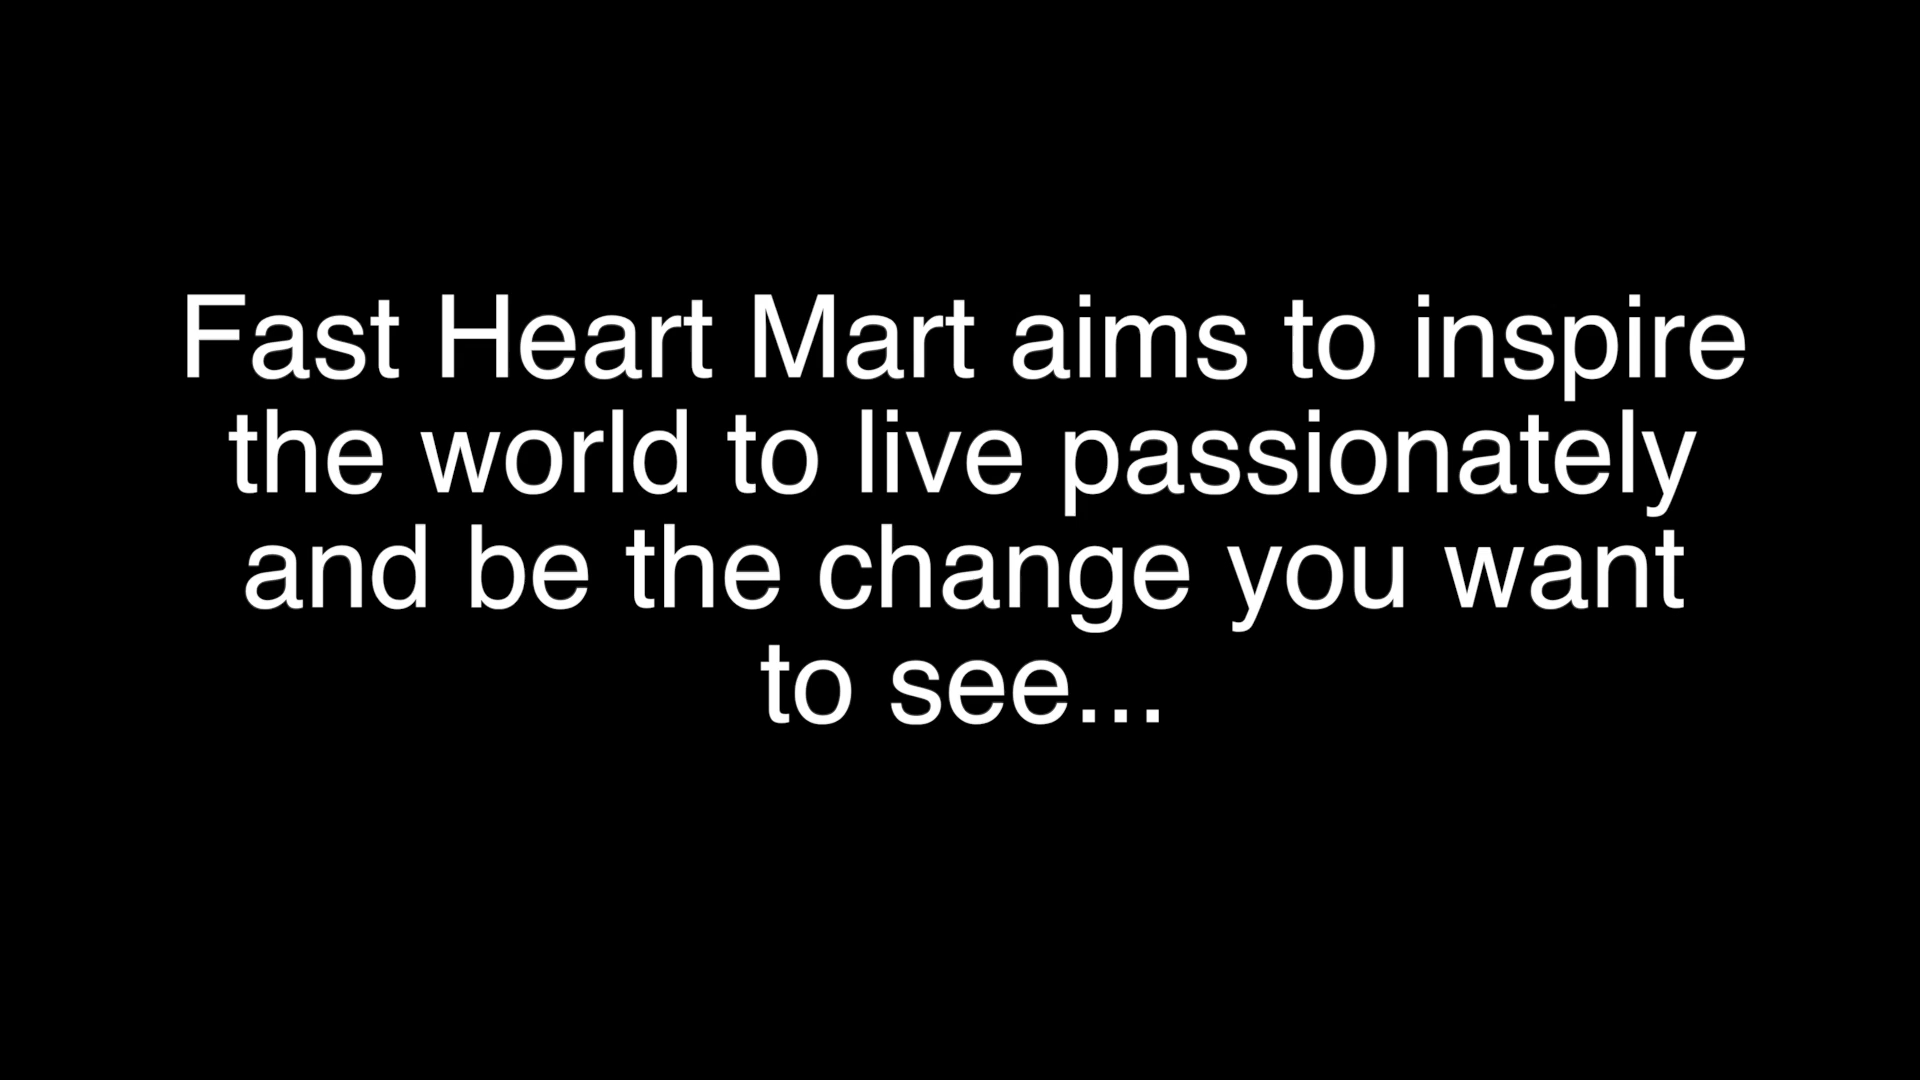 Fast Heart Mart aims to inspire
the world to live passionately
and be the change you want
to see...